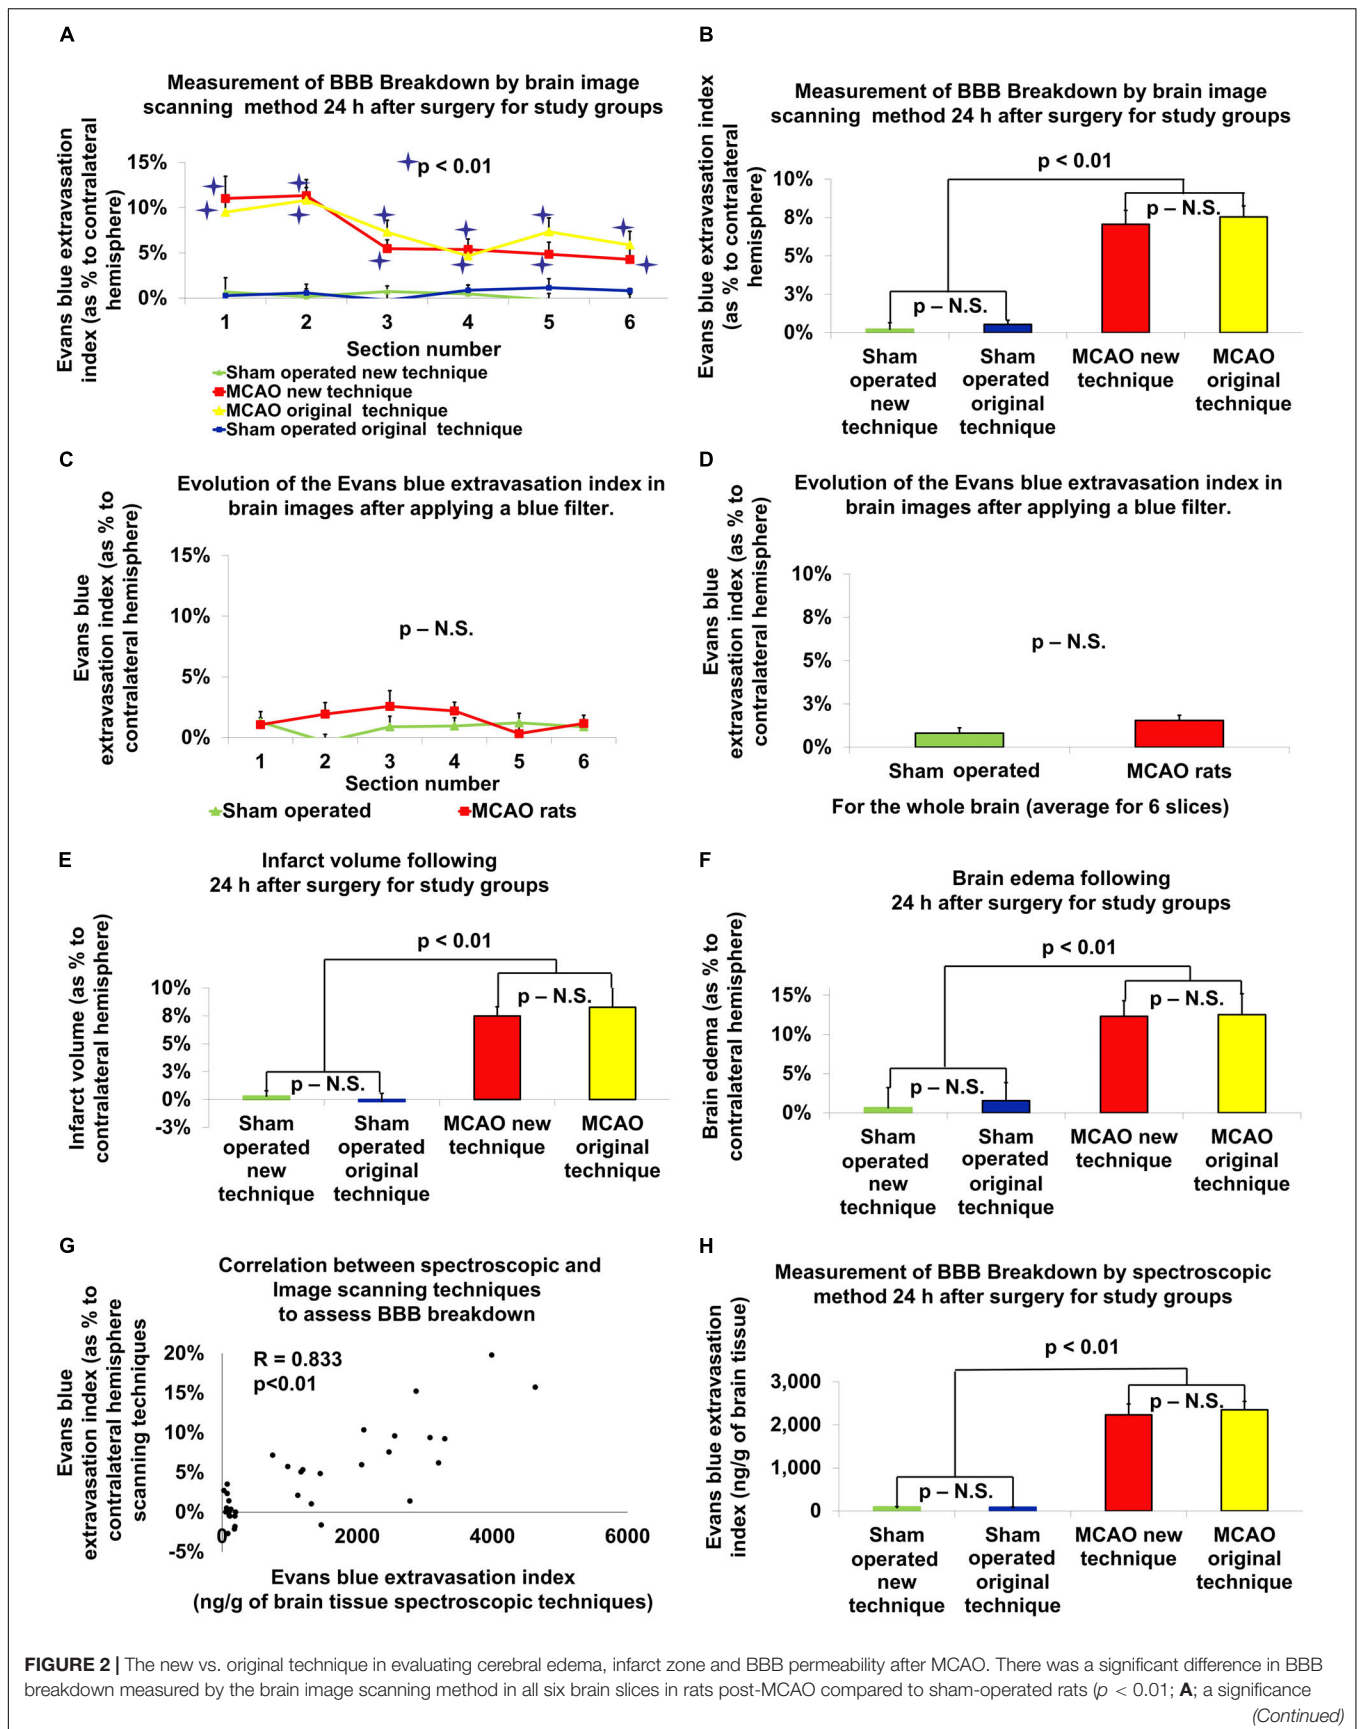 A
Measurement of BBB Breakdown by brain image
scanning method 24 h after surgery for study groups
Evans blue extravasation
index (as % to contralateral
hemisphere)
15%
10%
5%
0%
p < 0.01
1 2 3 4 5 6
Section number
Sham operated new technique
MCAO new technique
MCAO original technique
Sham operated original technique
B
Measurement of BBB Breakdown by brain image
scanning method 24 h after surgery for study groups
Evans blue extravasation index
(as % to contralateral
hemisphere)
p < 0.01
10%
8%
5%
3%
0%
p – N.S.
p – N.S.
Sham
operated
new
technique
Sham
operated
original
technique
MCAO new
technique
MCAO
original
technique
C
Evolution of the Evans blue extravasation index in
brain images after applying a blue filter.
Evans blue
extravasation index (as % to
contralateral hemisphere)
15%
10%
5%
0%
p – N.S.
1 2 3 4 5 6
Section number
Sham operated
MCAO rats
D
Evolution of the Evans blue extravasation index in
brain images after applying a blue filter.
Evans blue
extravasation index (as % to
contralateral hemisphere)
10%
8%
5%
3%
0%
p – N.S.
Sham operated
MCAO rats
For the whole brain (average for 6 slices)
E
Infarct volume following
24 h after surgery for study groups
Infarct volume (as % to
contralateral hemisphere)
p < 0.01
10%
8%
5%
3%
0%
-3%
p – N.S.
p – N.S.
Sham
operated
new
technique
Sham
operated
original
technique
MCAO new
technique
MCAO
original
technique
F
Brain edema following
24 h after surgery for study groups
Brain edema (as % to
contralateral hemisphere)
p < 0.01
15%
10%
5%
0%
p – N.S.
p – N.S.
Sham
operated
new
technique
Sham
operated
original
technique
MCAO new
technique
MCAO
original
technique
G
Correlation between spectroscopic and
Image scanning techniques
to assess BBB breakdown
Evans blue
extravasation index (as % to
contralateral hemisphere
scanning techniques
20%
15%
10%
5%
0%
-5%
R = 0.833
p<0.01
0 2000 4000 6000
Evans blue extravasation index
(ng/g of brain tissue spectroscopic techniques)
H
Measurement of BBB Breakdown by spectroscopic
method 24 h after surgery for study groups
Evans blue extravasation
index (ng/g of brain tissue)
p < 0.01
3,000
2,000
1,000
0
p – N.S.
p – N.S.
Sham
operated
new
technique
Sham
operated
original
technique
MCAO new
technique
MCAO
original
technique
FIGURE 2 | The new vs. original technique in evaluating cerebral edema, infarct zone and BBB permeability after MCAO. There was a significant difference in BBB
breakdown measured by the brain image scanning method in all six brain slices in rats post-MCAO compared to sham-operated rats (p < 0.01; A; a significance
(Continued)